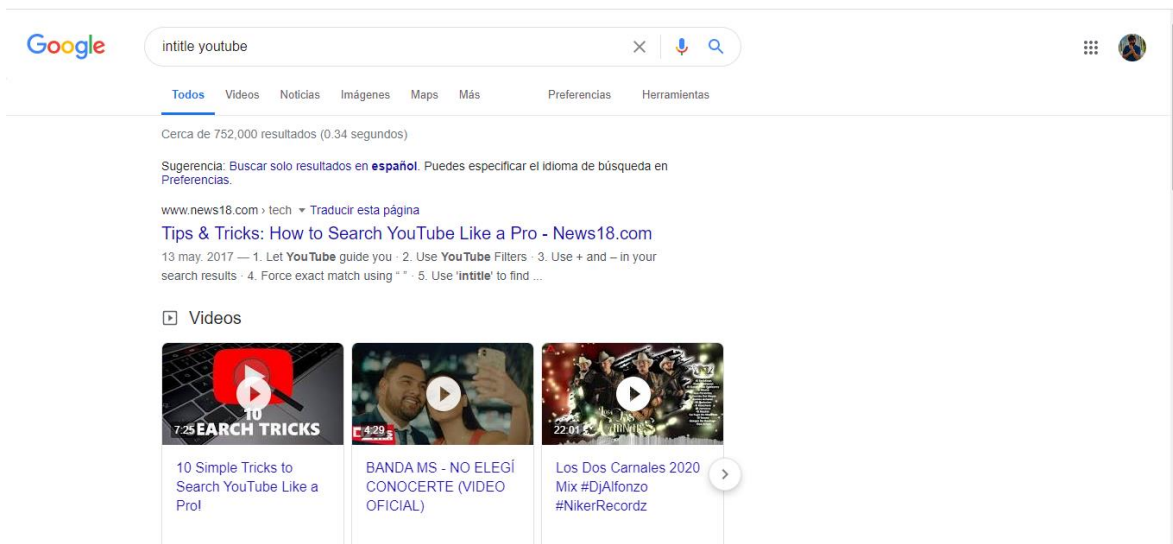 Google
intitle youtube
Todos Videos Noticias Imágenes Maps Más Preferencias Herramientas
Cerca de 752,000 resultados (0.34 segundos)
Sugerencia: Buscar solo resultados en español. Puedes especificar el idioma de búsqueda en
Preferencias.
www.news18.com › tech ▾ Traducir esta página
Tips & Tricks: How to Search YouTube Like a Pro - News18.com
13 may. 2017 — 1. Let YouTube guide you · 2. Use YouTube Filters · 3. Use + and – in your
search results · 4. Force exact match using “ ” · 5. Use 'intitle' to find ...
Videos
10
7:25 EARCH TRICKS
4:29
22:01
10 Simple Tricks to
Search YouTube Like a
Pro!
BANDA MS - NO ELEGÍ
CONOCERTE (VIDEO
OFICIAL)
Los Dos Carnales 2020
Mix #DjAlfonzo
#NikerRecordz